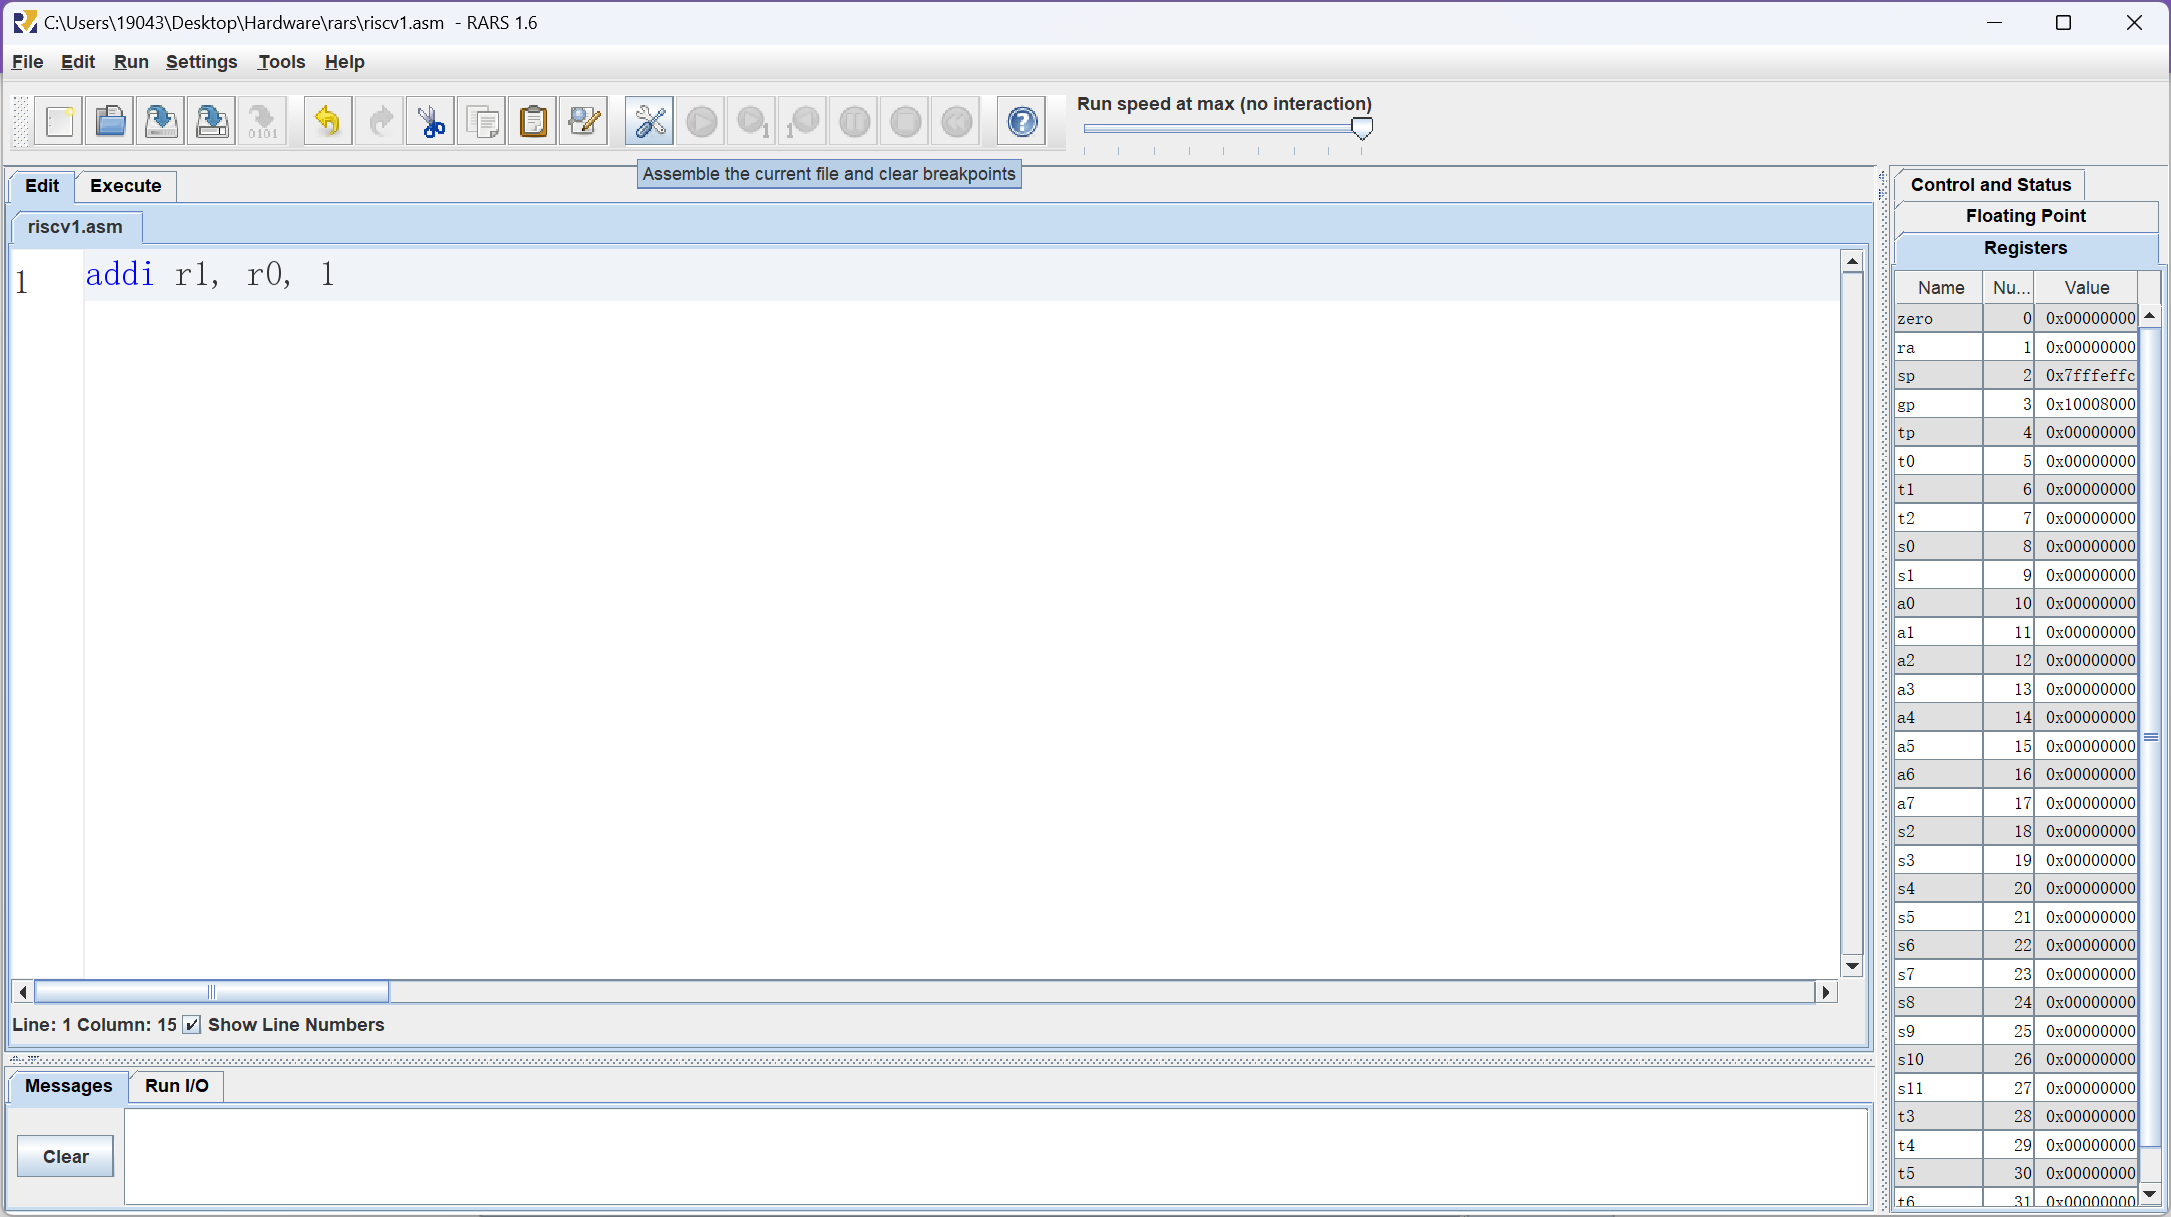 C:\Users\19043\Desktop\Hardware\rars\riscv1.asm - RARS 1.6
File Edit Run Settings Tools Help
0101
1
1
Run speed at max (no interaction)
Assemble the current file and clear breakpoints
Edit Execute
riscv1.asm
1 addi r1, r0, 1
Line: 1 Column: 15 Show Line Numbers
Messages Run I/O
Clear
Control and Status
Floating Point
Registers
Name Nu... Value
zero 0 0x00000000
ra 1 0x00000000
sp 2 0x7fffeffc
gp 3 0x10008000
tp 4 0x00000000
t0 5 0x00000000
t1 6 0x00000000
t2 7 0x00000000
s0 8 0x00000000
s1 9 0x00000000
a0 10 0x00000000
a1 11 0x00000000
a2 12 0x00000000
a3 13 0x00000000
a4 14 0x00000000
a5 15 0x00000000
a6 16 0x00000000
a7 17 0x00000000
s2 18 0x00000000
s3 19 0x00000000
s4 20 0x00000000
s5 21 0x00000000
s6 22 0x00000000
s7 23 0x00000000
s8 24 0x00000000
s9 25 0x00000000
s10 26 0x00000000
s11 27 0x00000000
t3 28 0x00000000
t4 29 0x00000000
t5 30 0x00000000
t6 31 0x00000000